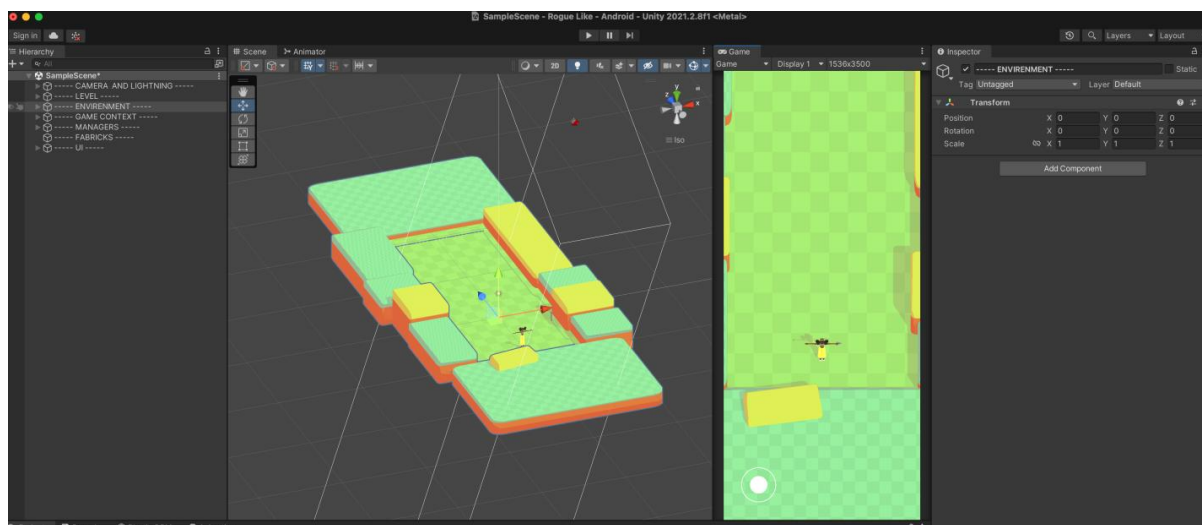 SampleScene - Rogue Like - Android - Unity 2021.2.8f1 <Metal>
Sign in
Layers
Layout
Hierarchy
All
SampleScene*
----- CAMERA AND LIGHTNING -----
----- LEVEL -----
----- ENVIRENMENT -----
----- GAME CONTEXT -----
----- MANAGERS -----
----- FABRICKS -----
----- UI -----
Scene
Animator
2D
y
z
x
Iso
Game
Game
Display 1
1536x3500
Inspector
----- ENVIRENMENT -----
Static
Tag Untagged
Layer Default
Transform
Position X 0 Y 0 Z 0
Rotation X 0 Y 0 Z 0
Scale X 1 Y 1 Z 1
Add Component